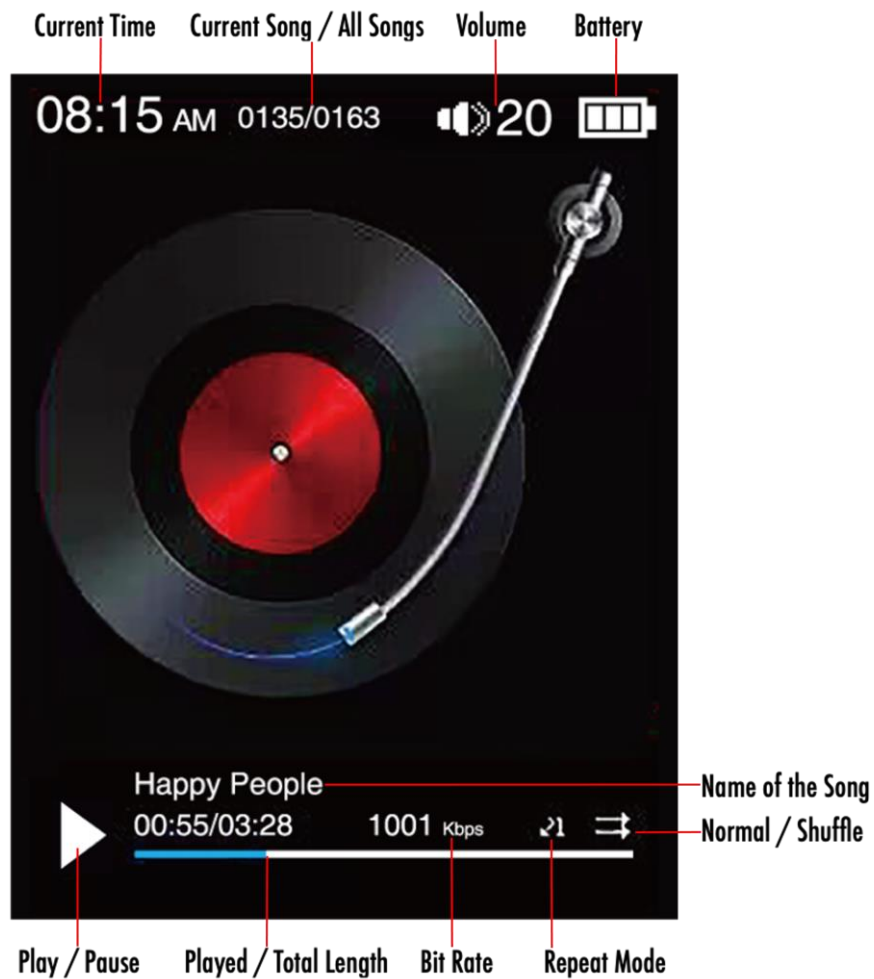 Current Time Current Song / All Songs Volume Battery
08:15 AM 0135/0163 20
Happy People
Name of the Song
00:55/03:28 1001 Kbps
Normal / Shuffle
Play / Pause Played / Total Length Bit Rate Repeat Mode